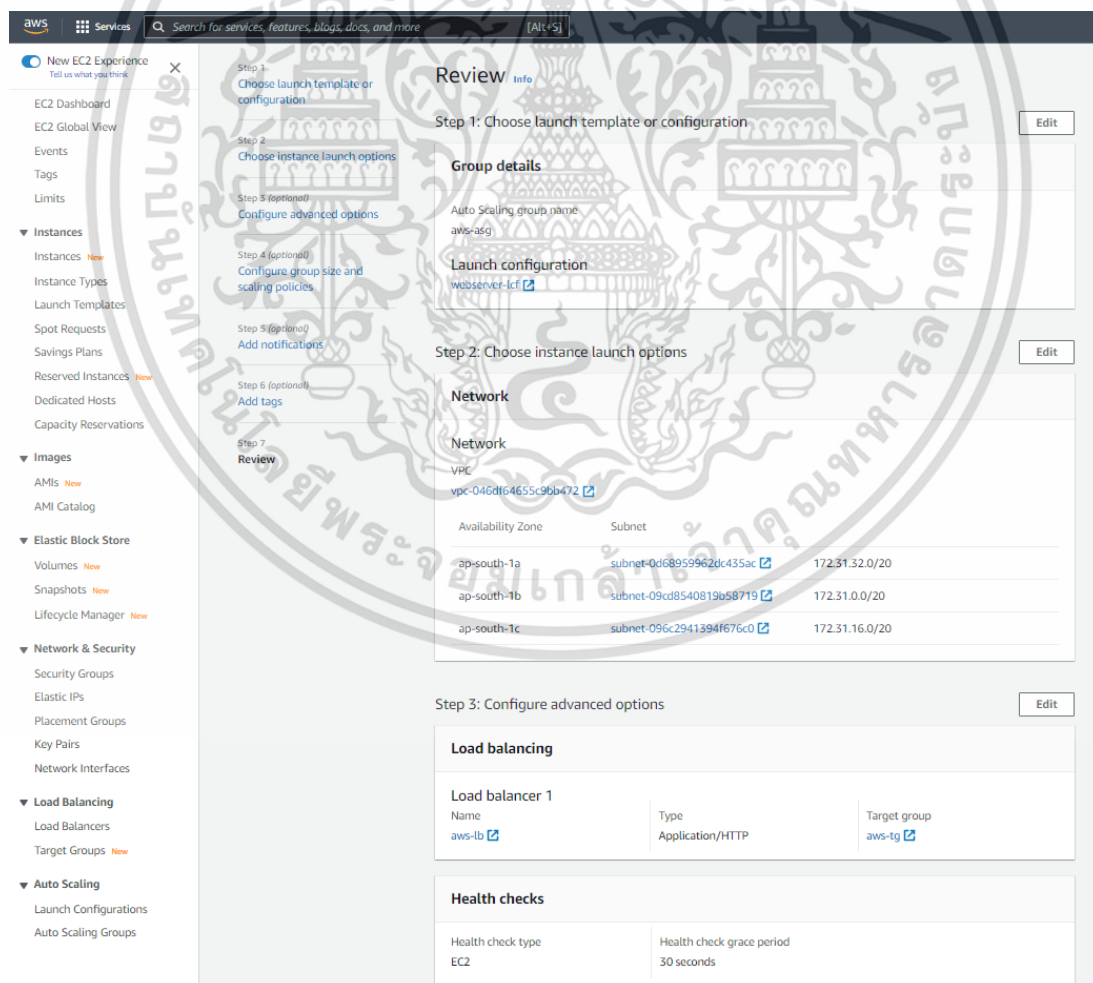 aws
Services
Search for services, features, blogs, docs, and more
[Alt+S]
New EC2 Experience
Tell us what you think
EC2 Dashboard
EC2 Global View
Events
Tags
Limits
Instances
Instances New
Instance Types
Launch Templates
Spot Requests
Savings Plans
Reserved Instances New
Dedicated Hosts
Capacity Reservations
Images
AMIs New
AMI Catalog
Elastic Block Store
Volumes New
Snapshots New
Lifecycle Manager New
Network & Security
Security Groups
Elastic IPs
Placement Groups
Key Pairs
Network Interfaces
Load Balancing
Load Balancers
Target Groups New
Auto Scaling
Launch Configurations
Auto Scaling Groups
Step 1
Choose launch template or
configuration
Step 2
Choose instance launch options
Step 3 (optional)
Configure advanced options
Step 4 (optional)
Configure group size and
scaling policies
Step 5 (optional)
Add notifications
Step 6 (optional)
Add tags
Step 7
Review
Review Info
Step 1: Choose launch template or configuration
Edit
Group details
Auto Scaling group name
aws-asg
Launch configuration
webserver-lcf
Step 2: Choose instance launch options
Edit
Network
Network
VPC
vpc-046df64655c9bb472
Availability Zone Subnet
ap-south-1a subnet-0d68959962dc435ac 172.31.32.0/20
ap-south-1b subnet-09cd8540819b58719 172.31.0.0/20
ap-south-1c subnet-096c2941394f676c0 172.31.16.0/20
Step 3: Configure advanced options
Edit
Load balancing
Load balancer 1
Name Type Target group
aws-lb Application/HTTP aws-tg
Health checks
Health check type Health check grace period
EC2 30 seconds